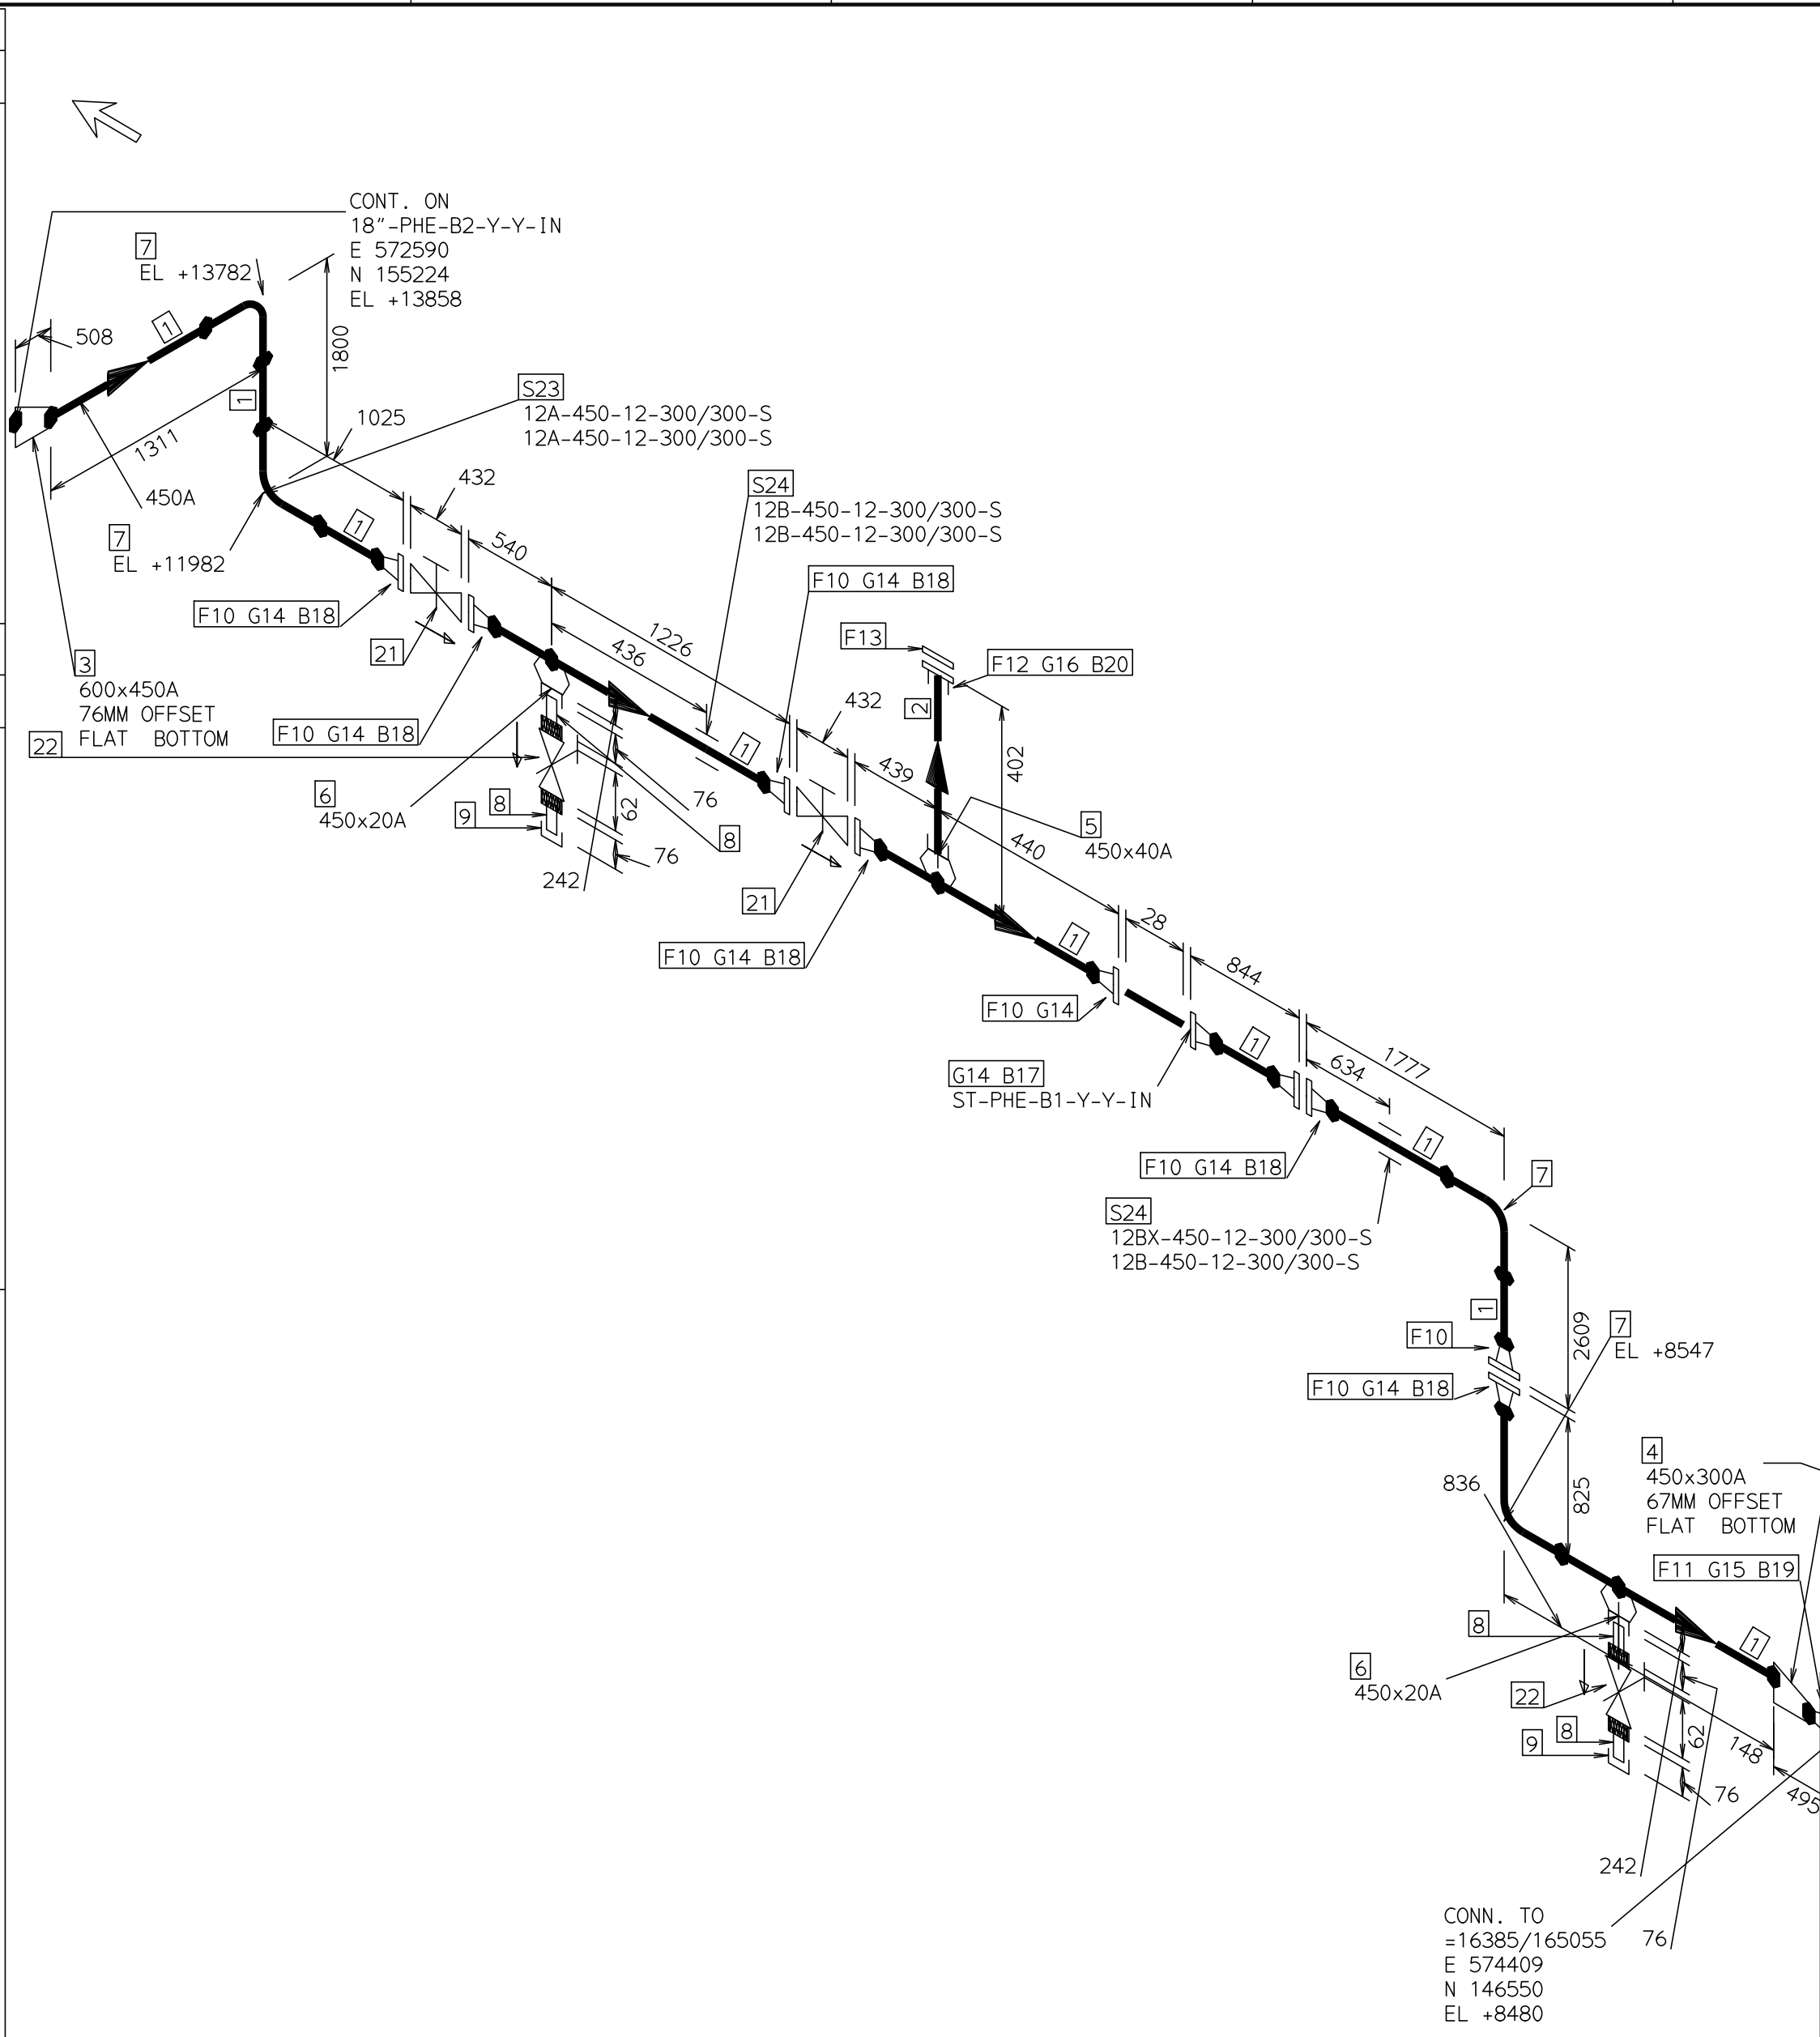 CONT. ON
18"-PHE-B2-Y-Y-IN
E 572590
N 155224
EL +13858
7
EL +13782
508
1
1800
1
1311
450A
S23
12A-450-12-300/300-S
12A-450-12-300/300-S
1025
432
7
EL +11982
1
540
S24
12B-450-12-300/300-S
12B-450-12-300/300-S
F10 G14 B18
F10 G14 B18
21
1226
436
F13
F12 G16 B20
3
600x450A
76MM OFFSET
FLAT BOTTOM
F10 G14 B18
22
2
432
1
439
402
6
450x20A
8
9
76
62
8
76
242
5
450x40A
440
21
F10 G14 B18
1
28
844
F10 G14
1
1777
634
G14 B17
ST-PHE-B1-Y-Y-IN
1
F10 G14 B18
7
S24
12BX-450-12-300/300-S
12B-450-12-300/300-S
1
2609
F10
7
EL +8547
F10 G14 B18
4
450x300A
67MM OFFSET
FLAT BOTTOM
836
825
F11 G15 B19
8
1
6
450x20A
22
8
9
62
148
76
495
242
CONN. TO
=16385/165055
E 574409
N 146550
EL +8480
76